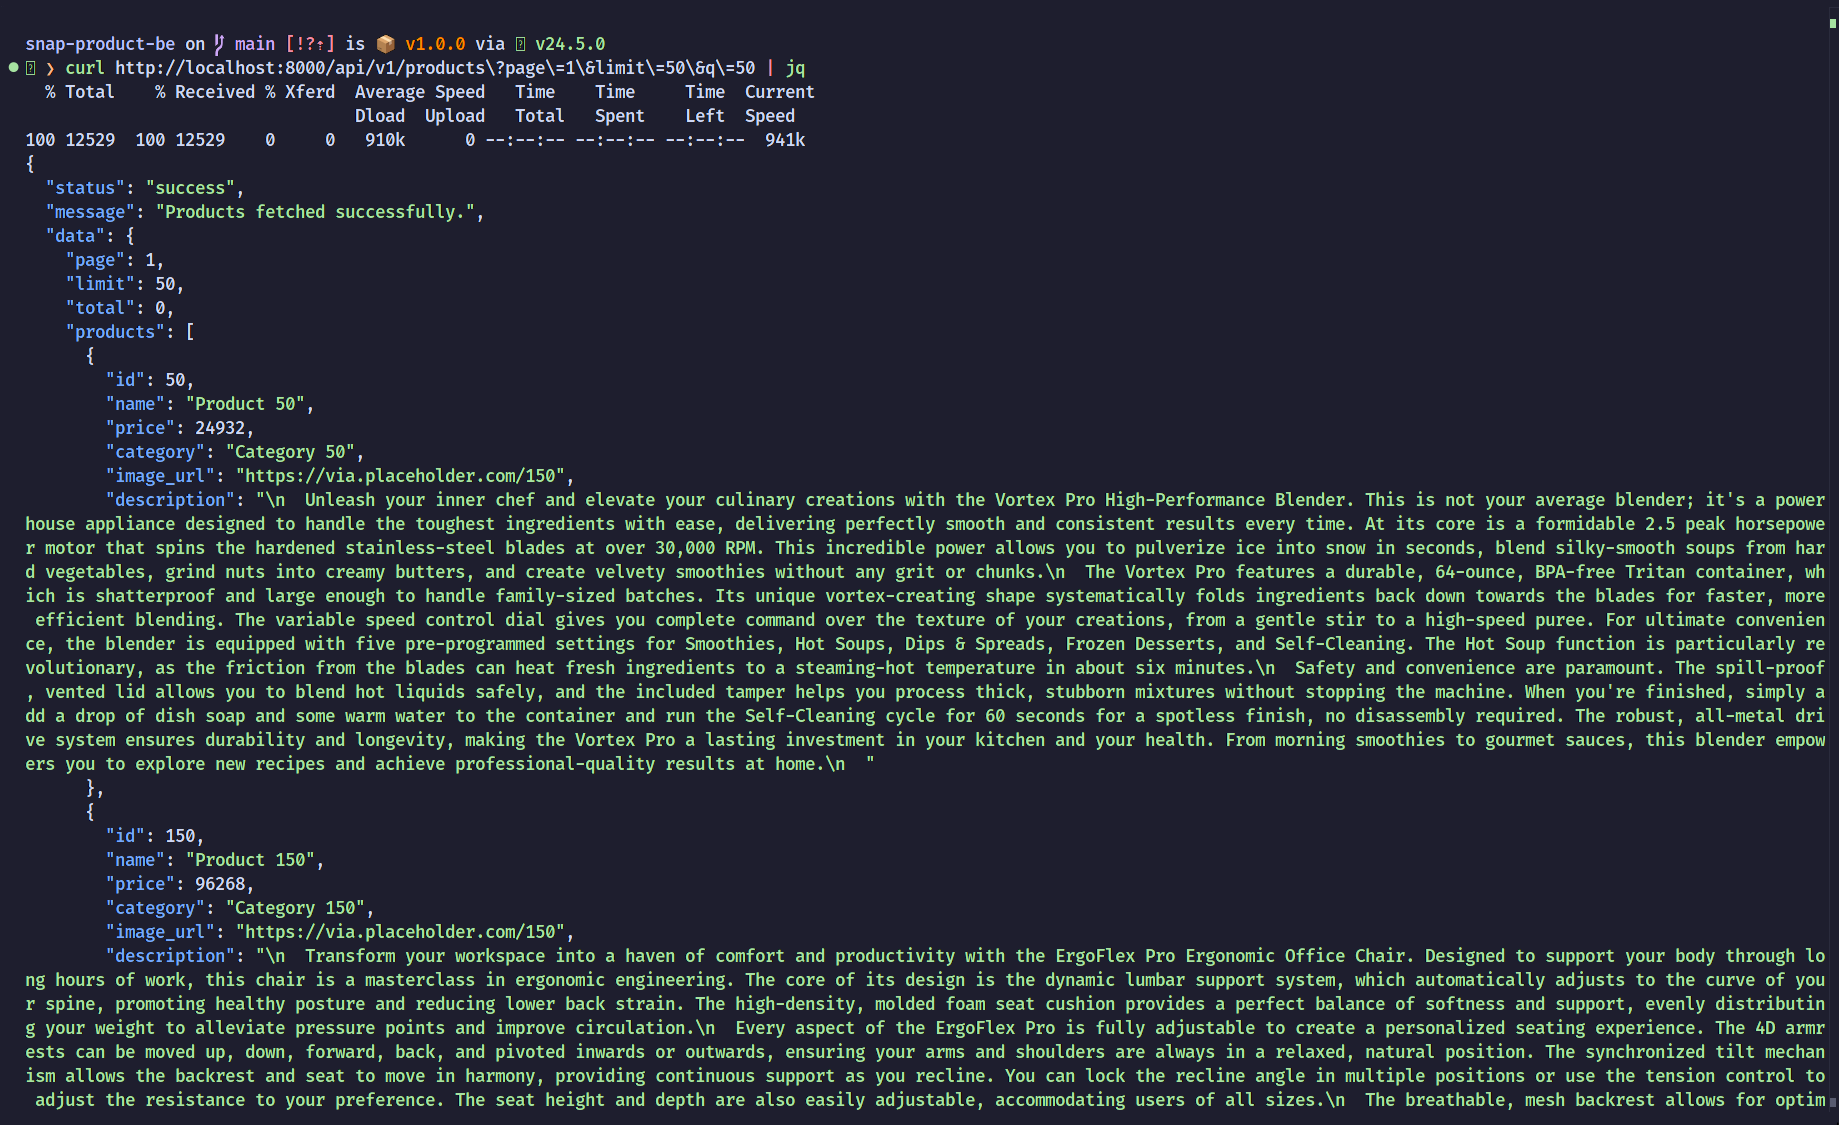 snap-product-be on main [!?⇡] is 📦 v1.0.0 via v24.5.0
❯ curl http://localhost:8000/api/v1/products\?page\=1\&limit\=50\&q\=50 | jq
% Total % Received % Xferd Average Speed Time Time Time Current
Dload Upload Total Spent Left Speed
100 12529 100 12529 0 0 910k 0 --:--:-- --:--:-- --:--:-- 941k
{
"status": "success",
"message": "Products fetched successfully.",
"data": {
"page": 1,
"limit": 50,
"total": 0,
"products": [
{
"id": 50,
"name": "Product 50",
"price": 24932,
"category": "Category 50",
"image_url": "https://via.placeholder.com/150",
"description": "\n  Unleash your inner chef and elevate your culinary creations with the Vortex Pro High-Performance Blender. This is not your average blender; it's a power
house appliance designed to handle the toughest ingredients with ease, delivering perfectly smooth and consistent results every time. At its core is a formidable 2.5 peak horsepowe
r motor that spins the hardened stainless-steel blades at over 30,000 RPM. This incredible power allows you to pulverize ice into snow in seconds, blend silky-smooth soups from har
d vegetables, grind nuts into creamy butters, and create velvety smoothies without any grit or chunks.\n  The Vortex Pro features a durable, 64-ounce, BPA-free Tritan container, wh
ich is shatterproof and large enough to handle family-sized batches. Its unique vortex-creating shape systematically folds ingredients back down towards the blades for faster, more
efficient blending. The variable speed control dial gives you complete command over the texture of your creations, from a gentle stir to a high-speed puree. For ultimate convenien
ce, the blender is equipped with five pre-programmed settings for Smoothies, Hot Soups, Dips & Spreads, Frozen Desserts, and Self-Cleaning. The Hot Soup function is particularly re
volutionary, as the friction from the blades can heat fresh ingredients to a steaming-hot temperature in about six minutes.\n  Safety and convenience are paramount. The spill-proof
, vented lid allows you to blend hot liquids safely, and the included tamper helps you process thick, stubborn mixtures without stopping the machine. When you're finished, simply a
dd a drop of dish soap and some warm water to the container and run the Self-Cleaning cycle for 60 seconds for a spotless finish, no disassembly required. The robust, all-metal dri
ve system ensures durability and longevity, making the Vortex Pro a lasting investment in your kitchen and your health. From morning smoothies to gourmet sauces, this blender empow
ers you to explore new recipes and achieve professional-quality results at home.\n  "
},
{
"id": 150,
"name": "Product 150",
"price": 96268,
"category": "Category 150",
"image_url": "https://via.placeholder.com/150",
"description": "\n  Transform your workspace into a haven of comfort and productivity with the ErgoFlex Pro Ergonomic Office Chair. Designed to support your body through lo
ng hours of work, this chair is a masterclass in ergonomic engineering. The core of its design is the dynamic lumbar support system, which automatically adjusts to the curve of you
r spine, promoting healthy posture and reducing lower back strain. The high-density, molded foam seat cushion provides a perfect balance of softness and support, evenly distributin
g your weight to alleviate pressure points and improve circulation.\n  Every aspect of the ErgoFlex Pro is fully adjustable to create a personalized seating experience. The 4D armr
ests can be moved up, down, forward, back, and pivoted inwards or outwards, ensuring your arms and shoulders are always in a relaxed, natural position. The synchronized tilt mechan
ism allows the backrest and seat to move in harmony, providing continuous support as you recline. You can lock the recline angle in multiple positions or use the tension control to
adjust the resistance to your preference. The seat height and depth are also easily adjustable, accommodating users of all sizes.\n  The breathable, mesh backrest allows for optim